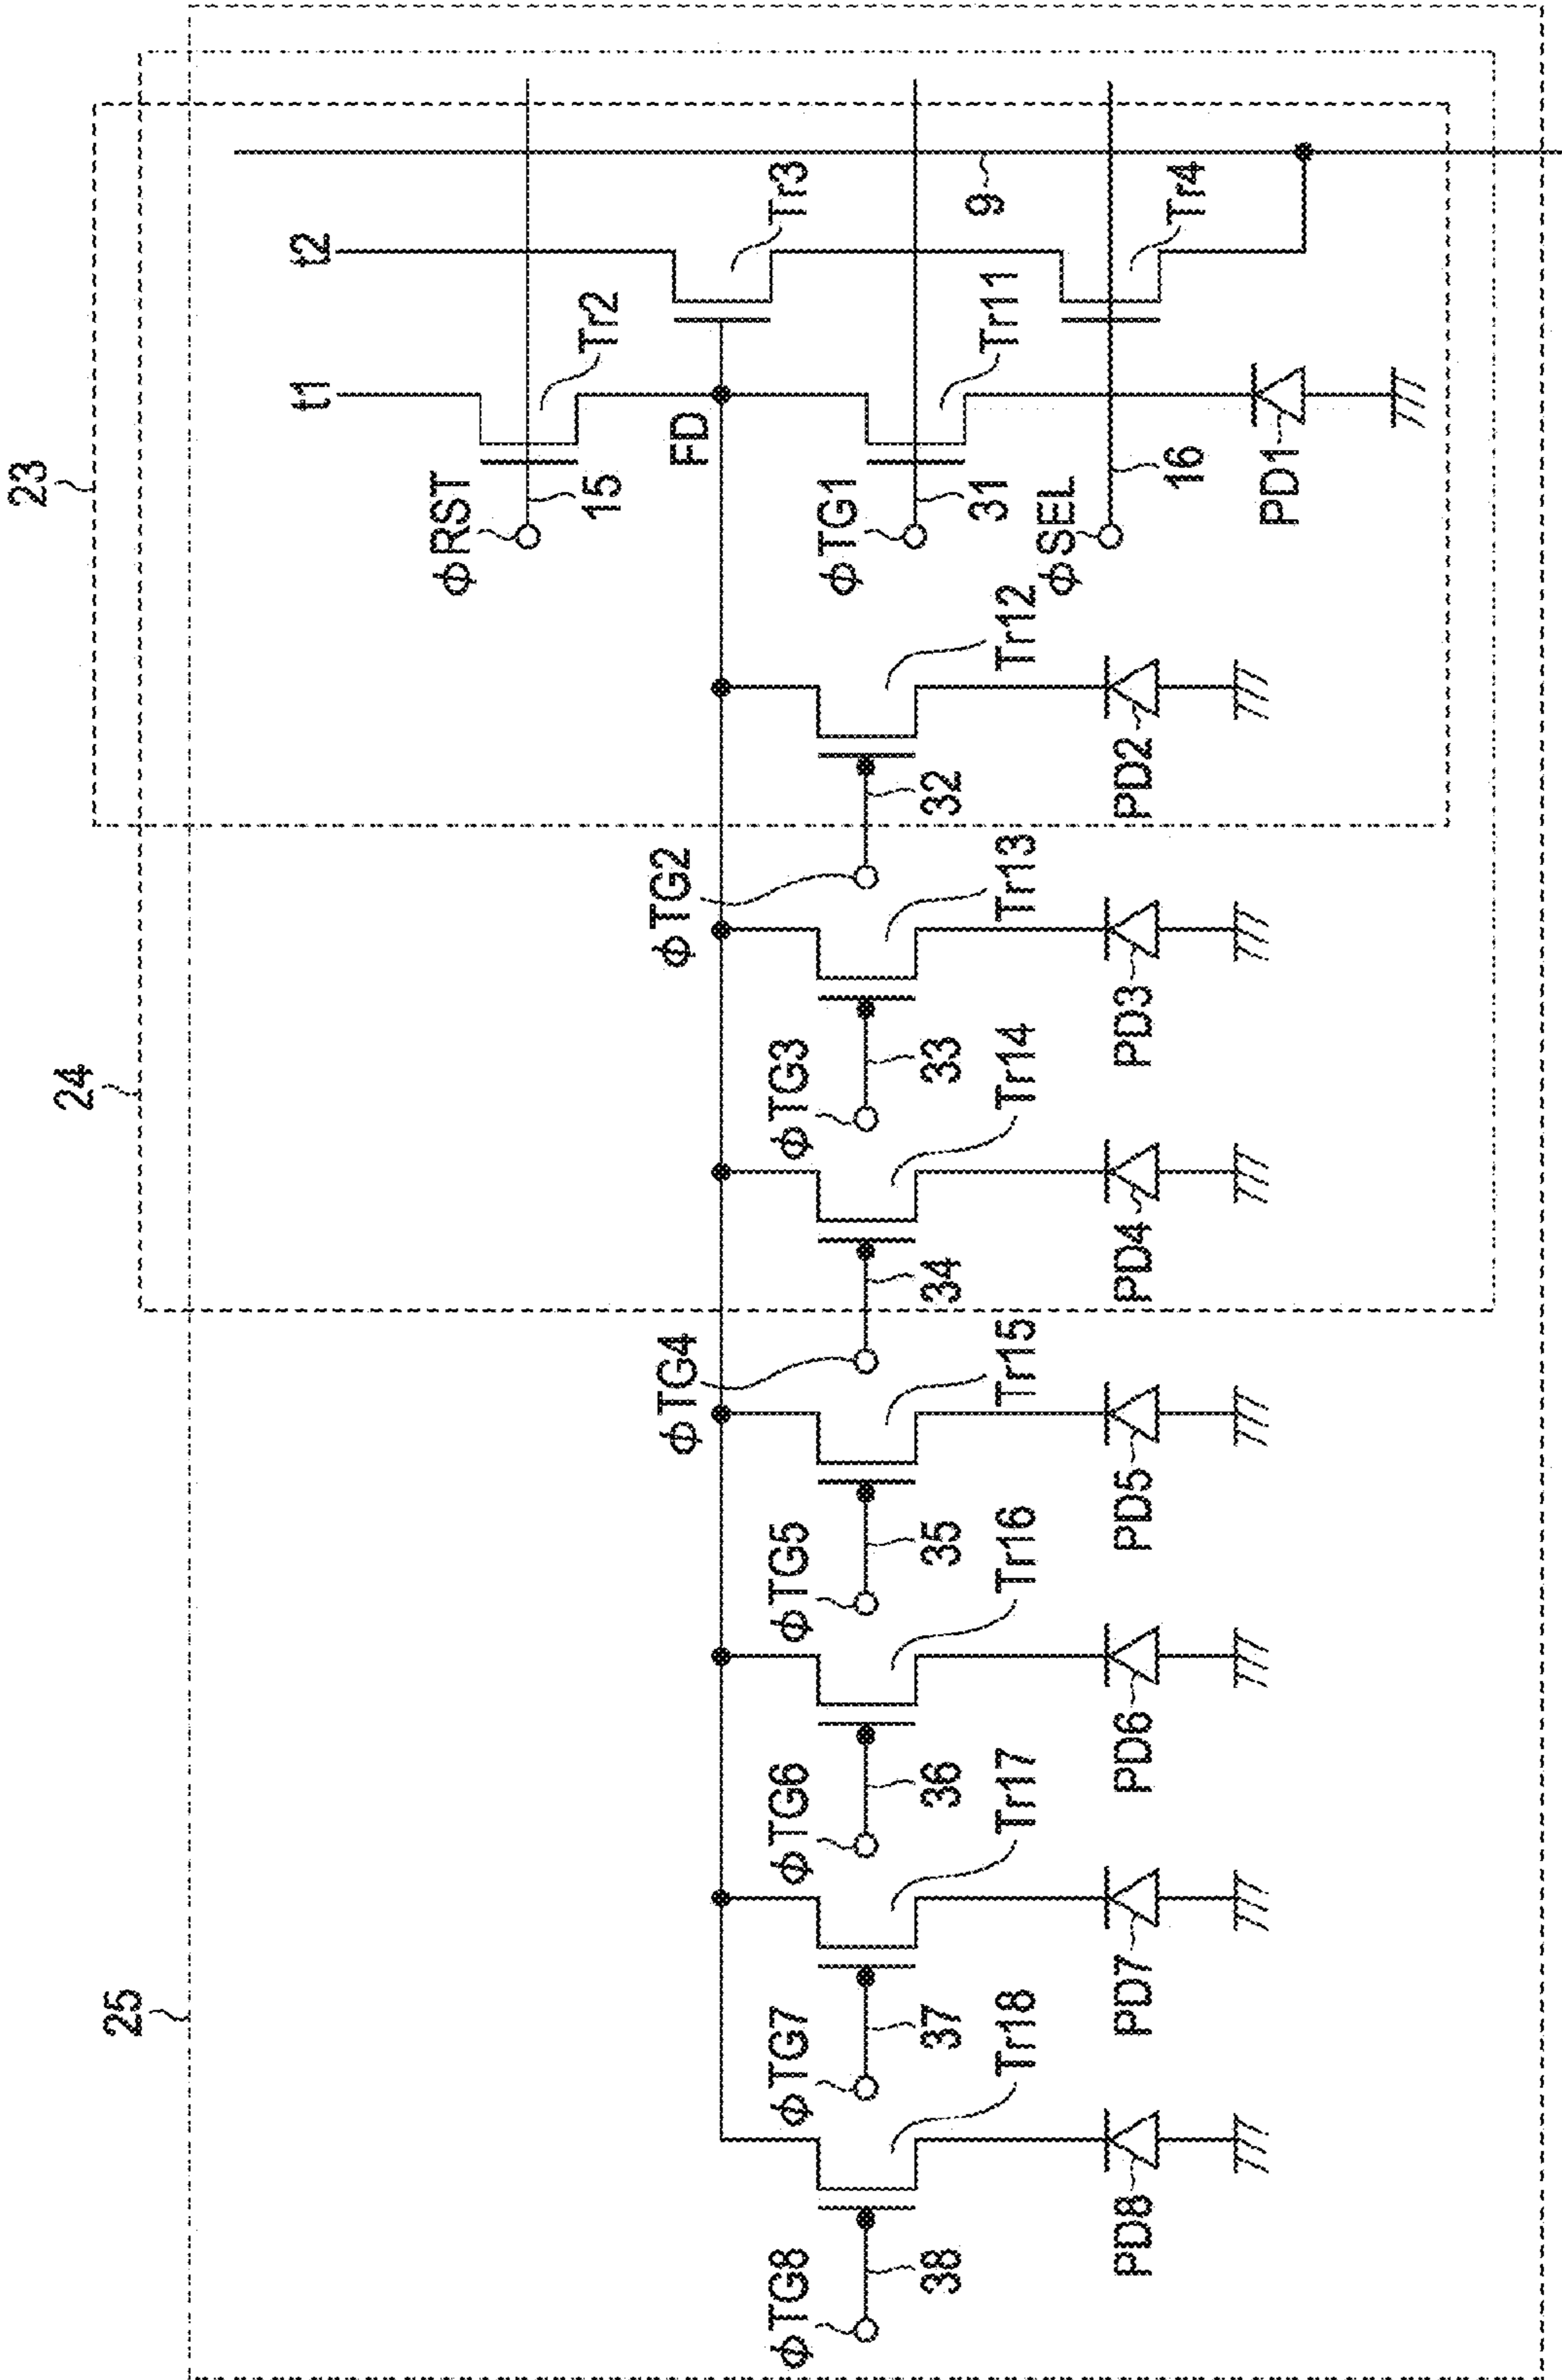 23
24
25
t1
t2
φRST
15
Tr2
Tr3
FD
9
φTG1
31
Tr11
φSEL
16
Tr4
PD1
φTG2
32
Tr12
PD2
φTG3
33
Tr13
PD3
φTG4
34
Tr14
PD4
φTG5
35
Tr15
PD5
φTG6
36
Tr16
PD6
φTG7
37
Tr17
PD7
φTG8
38
Tr18
PD8